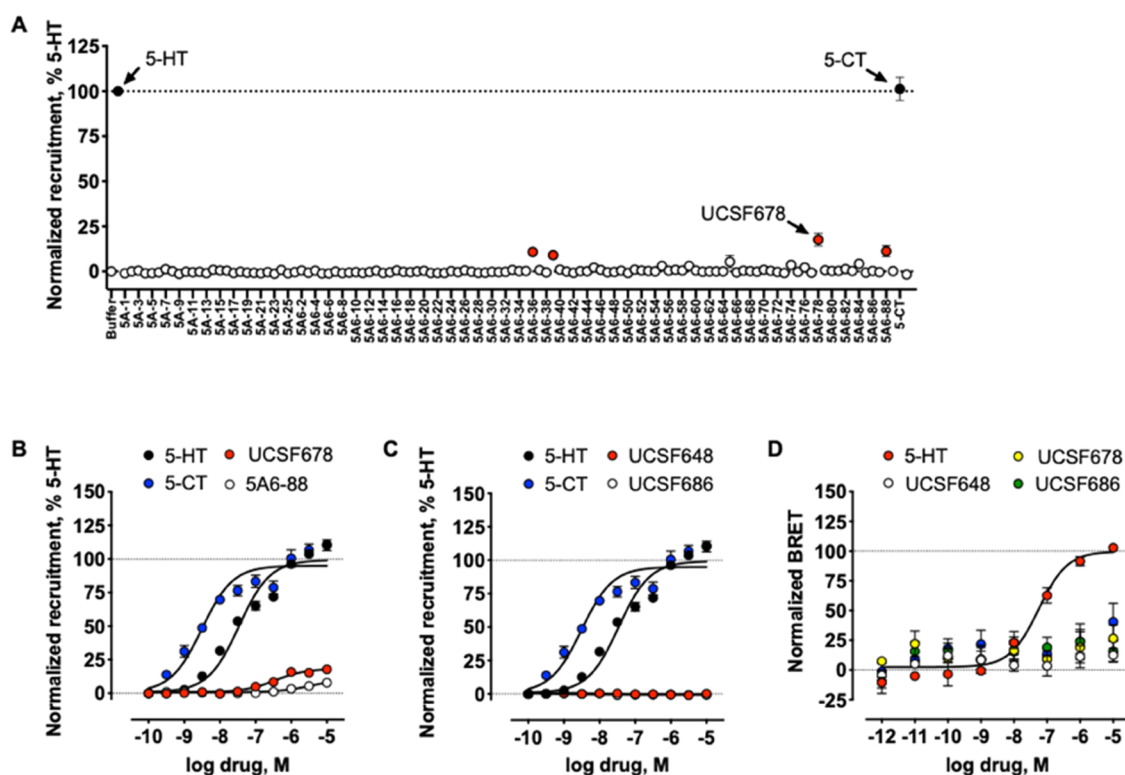 A
Normalized recruitment, % 5-HT
125
100
75
50
25
0
5-HT
5-CT
UCSF678
Buffer
5A-1
5A-3
5A-5
5A-7
5A-9
5A-11
5A-13
5A-15
5A-17
5A-19
5A-21
5A-23
5A-25
5A6-2
5A6-4
5A6-6
5A6-8
5A6-10
5A6-12
5A6-14
5A6-16
5A6-18
5A6-20
5A6-22
5A6-24
5A6-26
5A6-28
5A6-30
5A6-32
5A6-34
5A6-36
5A6-38
5A6-40
5A6-42
5A6-44
5A6-46
5A6-48
5A6-50
5A6-52
5A6-54
5A6-56
5A6-58
5A6-60
5A6-62
5A6-64
5A6-66
5A6-68
5A6-70
5A6-72
5A6-74
5A6-76
5A6-78
5A6-80
5A6-82
5A6-84
5A6-86
5A6-88
5-CT
B
5-HT UCSF678
5-CT 5A6-88
Normalized recruitment, % 5-HT
150
125
100
75
50
25
0
-10 -9 -8 -7 -6 -5
log drug, M
C
5-HT UCSF648
5-CT UCSF686
Normalized recruitment, % 5-HT
150
125
100
75
50
25
0
-10 -9 -8 -7 -6 -5
log drug, M
D
5-HT UCSF678
UCSF648 UCSF686
Normalized BRET
150
125
100
75
50
25
0
-25
-12 -11 -10 -9 -8 -7 -6 -5
log drug, M